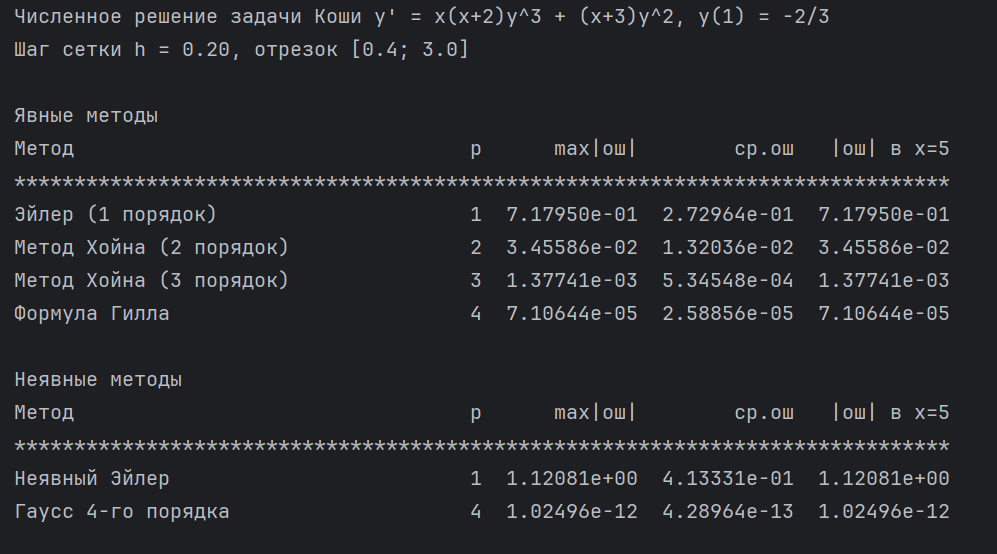 Численное решение задачи Коши y' = x(x+2)y^3 + (x+3)y^2, y(1) = -2/3
Шаг сетки h = 0.20, отрезок [0.4; 3.0]
Явные методы
Метод p max|ош| ср.ош |ош| в x=5
******************************************************************************
Эйлер (1 порядок) 1 7.17950e-01 2.72964e-01 7.17950e-01
Метод Хойна (2 порядок) 2 3.45586e-02 1.32036e-02 3.45586e-02
Метод Хойна (3 порядок) 3 1.37741e-03 5.34548e-04 1.37741e-03
Формула Гилла 4 7.10644e-05 2.58856e-05 7.10644e-05
Неявные методы
Метод p max|ош| ср.ош |ош| в x=5
******************************************************************************
Неявный Эйлер 1 1.12081e+00 4.13331e-01 1.12081e+00
Гаусс 4-го порядка 4 1.02496e-12 4.28964e-13 1.02496e-12